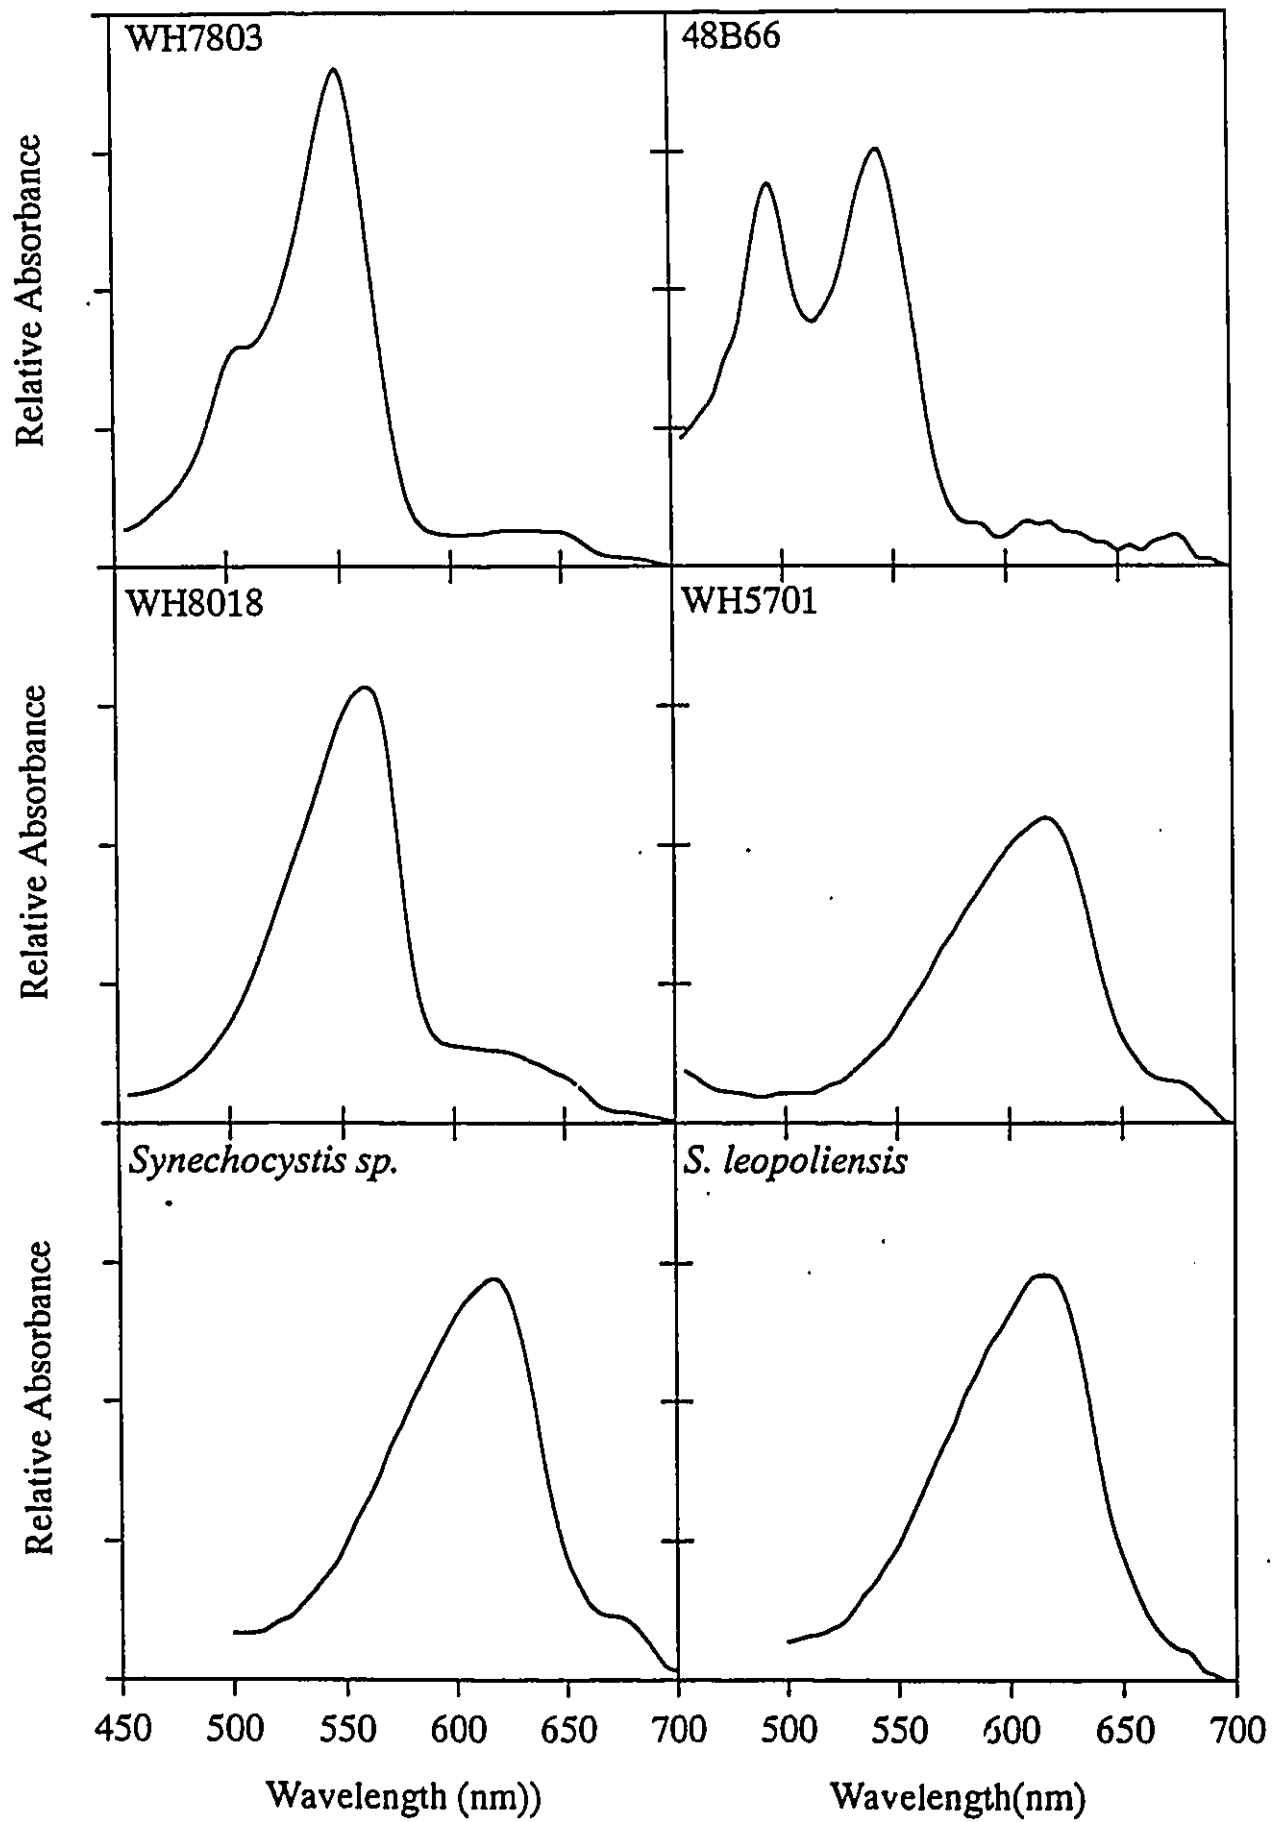 WH7803
48B66
Relative Absorbance
WH8018
WH5701
Relative Absorbance
Synechocystis sp.
S. leopoliensis
Relative Absorbance
450 500 550 600 650 700 500 550 600 650 700
Wavelength (nm))
Wavelength(nm)